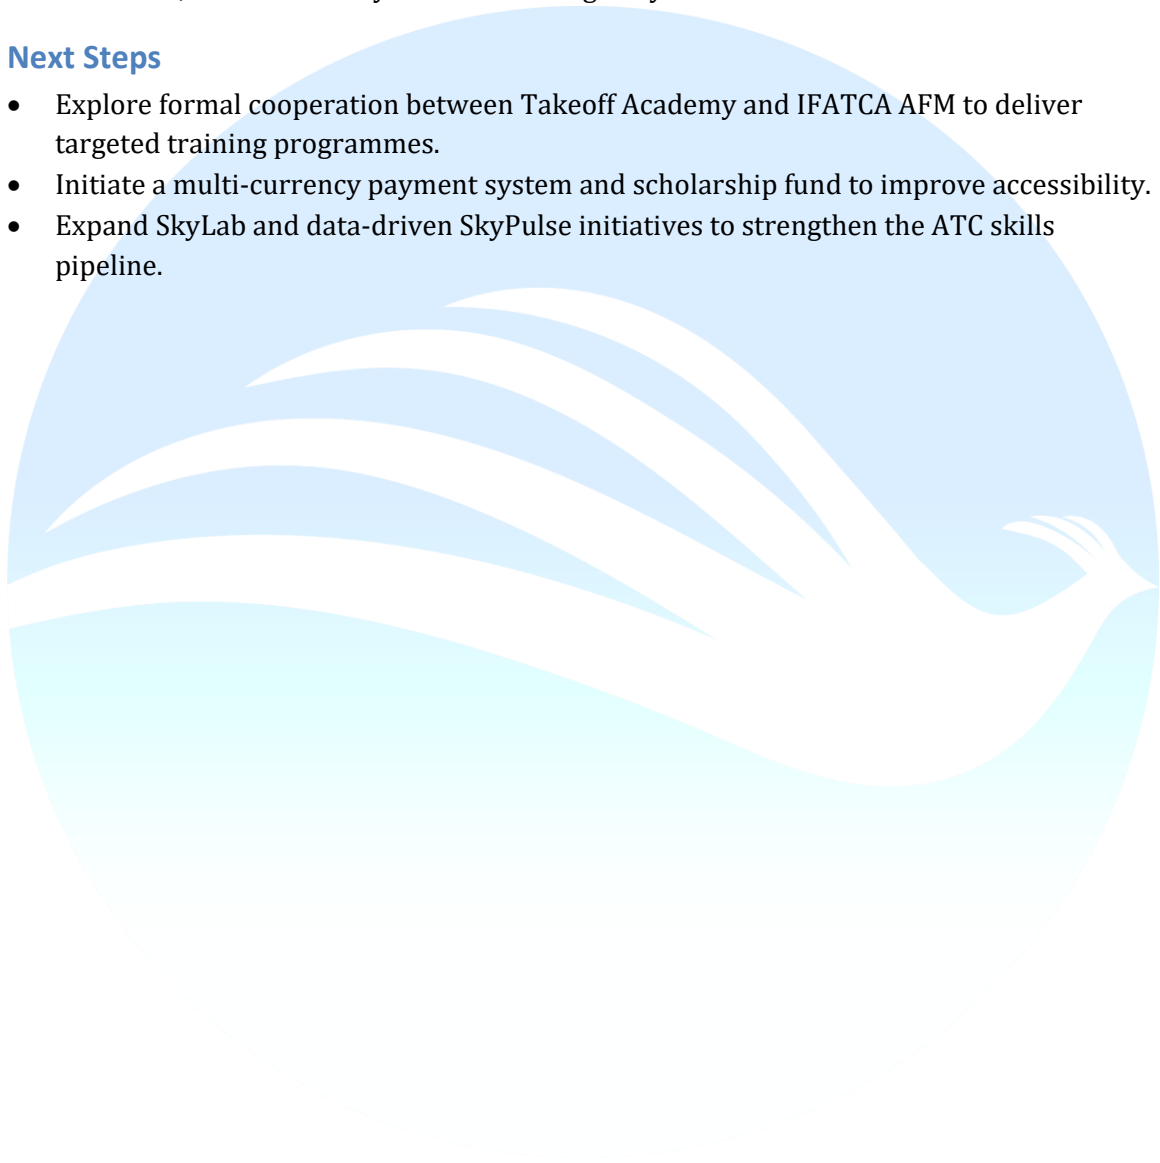 Next Steps
• Explore formal cooperation between Takeoff Academy and IFATCA AFM to deliver
targeted training programmes.
• Initiate a multi-currency payment system and scholarship fund to improve accessibility.
• Expand SkyLab and data-driven SkyPulse initiatives to strengthen the ATC skills
pipeline.